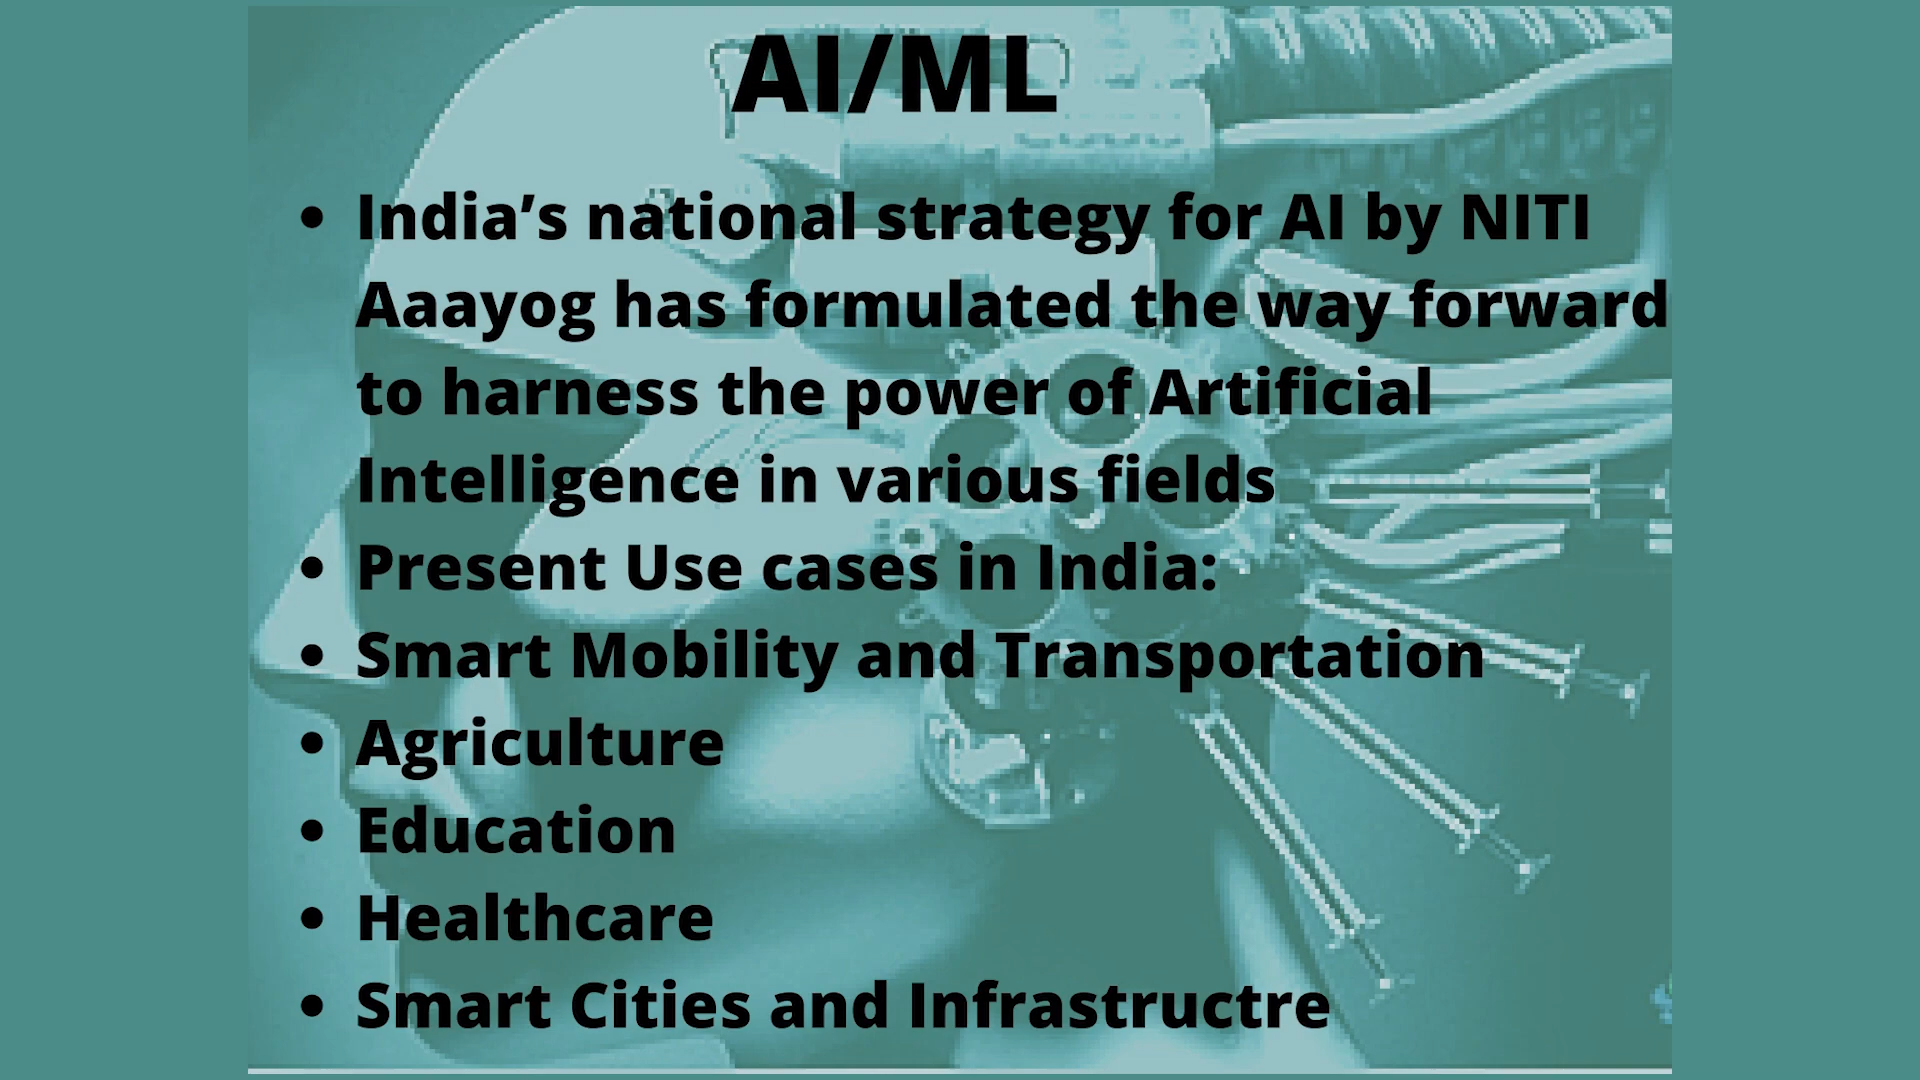 AI/ML
• India’s national strategy for AI by NITI
Aaayog has formulated the way forward
to harness the power of Artificial
Intelligence in various fields
• Present Use cases in India:
• Smart Mobility and Transportation
• Agriculture
• Education
• Healthcare
• Smart Cities and Infrastructre